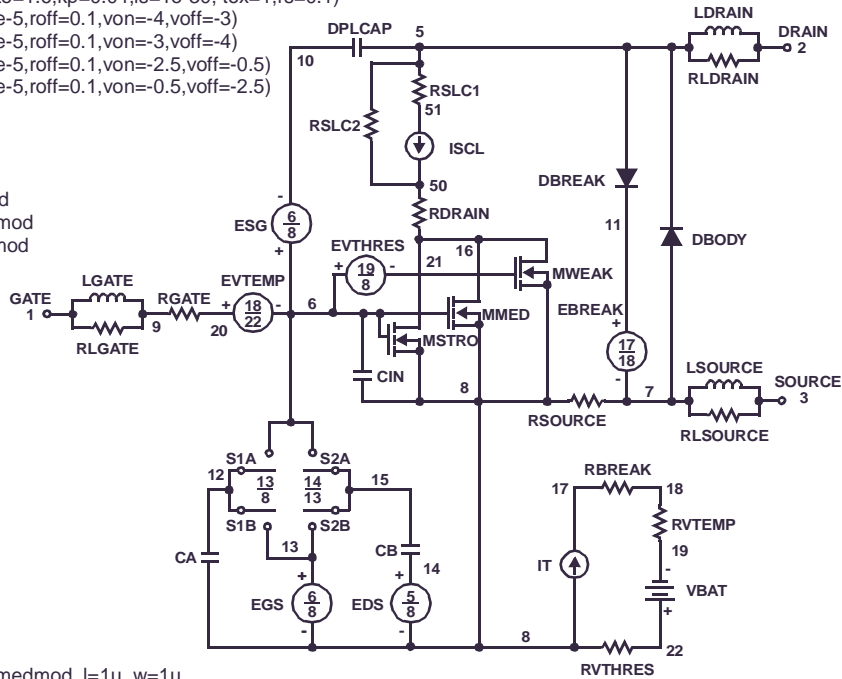 e-5,roff=0.1,von=-4,voff=-3)
e-5,roff=0.1,von=-3,voff=-4)
e-5,roff=0.1,von=-2.5,voff=-0.5)
e-5,roff=0.1,von=-0.5,voff=-2.5)
LDRAIN
DPLCAP
5
DRAIN
2
10
RLDRAIN
RSLC1
51
RSLC2
ISCL
50
DBREAK
-
ESG
6
8
+
RDRAIN
11
EVTHRES
16
21
DBODY
+
19
8
-
MWEAK
LGATE
EVTEMP
GATE
1
RGATE
+
18
22
-
6
EBREAK
MMED
+
9
20
MSTRO
17
18
RLGATE
CIN
LSOURCE
-
8
7
SOURCE
3
RSOURCE
RLSOURCE
S1A
S2A
12
13
8
14
13
15
RBREAK
17
18
S1B
S2B
RVTEMP
13
CB
19
CA
14
IT
-
+
+
VBAT
EGS
6
8
EDS
5
8
+
-
-
8
22
RVTHRES